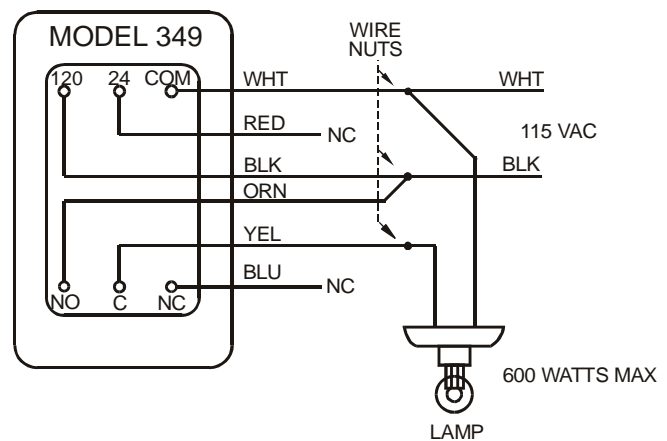 MODEL 349
WIRE
NUTS
120 24 COM
WHT
WHT
RED
NC
115 VAC
BLK
BLK
ORN
YEL
BLU
NC
NO C NC
600 WATTS MAX
LAMP